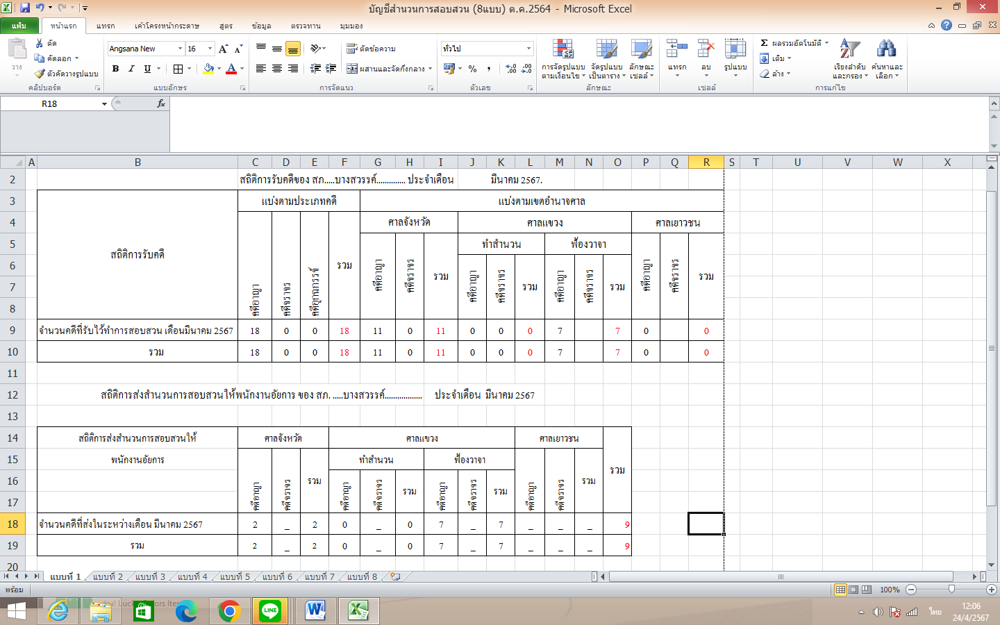 บัญชีสำนวนการสอบสวน (8แบบ) ต.ค.2564 - Microsoft Excel
แฟ้ม หน้าแรก แทรก เค้าโครงหน้ากระดาษ สูตร ข้อมูล ตรวจทาน มุมมอง
วาง ตัด คัดลอก ตัวคัดวางรูปแบบ คลิปบอร์ด
Angsana New 16 B I U แบบอักษร
ตัดข้อความ ผสานและจัดกึ่งกลาง การจัดแนว
ทั่วไป % ตัวเลข
การจัดรูปแบบตามเงื่อนไข จัดรูปแบบเป็นตาราง ลักษณะเซลล์ ลักษณะ
แทรก ลบ รูปแบบ เซลล์
ผลรวมอัตโนมัติ เติม ล้าง เรียงลำดับและกรอง ค้นหาและเลือก การแก้ไข
R18 fx
A B C D E F G H I J K L M N O P Q R S T U V W X
2 สถิติการรับคดีของ สภ.....บางสวรรค์.............. ประจำเดือน มีนาคม 2567.
3 แบ่งตามประเภทคดี แบ่งตามเขตอำนาจศาล
4 ศาลจังหวัด ศาลแขวง ศาลเยาวชน
5 ทำสำนวน ฟ้องวาจา
สถิติการรับคดี
6 คดีอาญา คดีจราจร คดีอุกฉกรรจ์ รวม คดีอาญา คดีจราจร รวม คดีอาญา คดีจราจร รวม คดีอาญา คดีจราจร รวม คดีอาญา คดีจราจร รวม
7
8
9 จำนวนคดีที่รับไว้ทำการสอบสวน เดือนมีนาคม 2567 18 0 0 18 11 0 11 0 0 0 7 7 0 0
10 รวม 18 0 0 18 11 0 11 0 0 0 7 7 0 0
11
12 สถิติการส่งสำนวนการสอบสวนให้พนักงานอัยการ ของ สภ. .....บางสวรรค์.................. ประจำเดือน มีนาคม 2567
13
14 สถิติการส่งสำนวนการสอบสวนให้ ศาลจังหวัด ศาลแขวง ศาลเยาวชน รวม
15 พนักงานอัยการ ทำสำนวน ฟ้องวาจา
16 คดีอาญา คดีจราจร รวม คดีอาญา คดีจราจร รวม คดีอาญา คดีจราจร รวม คดีอาญา คดีจราจร รวม
17
18 จำนวนคดีที่ส่งในระหว่างเดือน มีนาคม 2567 2 _ 2 0 _ 0 7 _ 7 _ _ _ 9
19 รวม 2 _ 2 0 _ 0 7 _ 7 _ _ _ 9
20
แบบที่ 1 แบบที่ 2 แบบที่ 3 แบบที่ 4 แบบที่ 5 แบบที่ 6 แบบที่ 7 แบบที่ 8
พร้อม 100%
LINE ไทย 12:06
24/4/2567